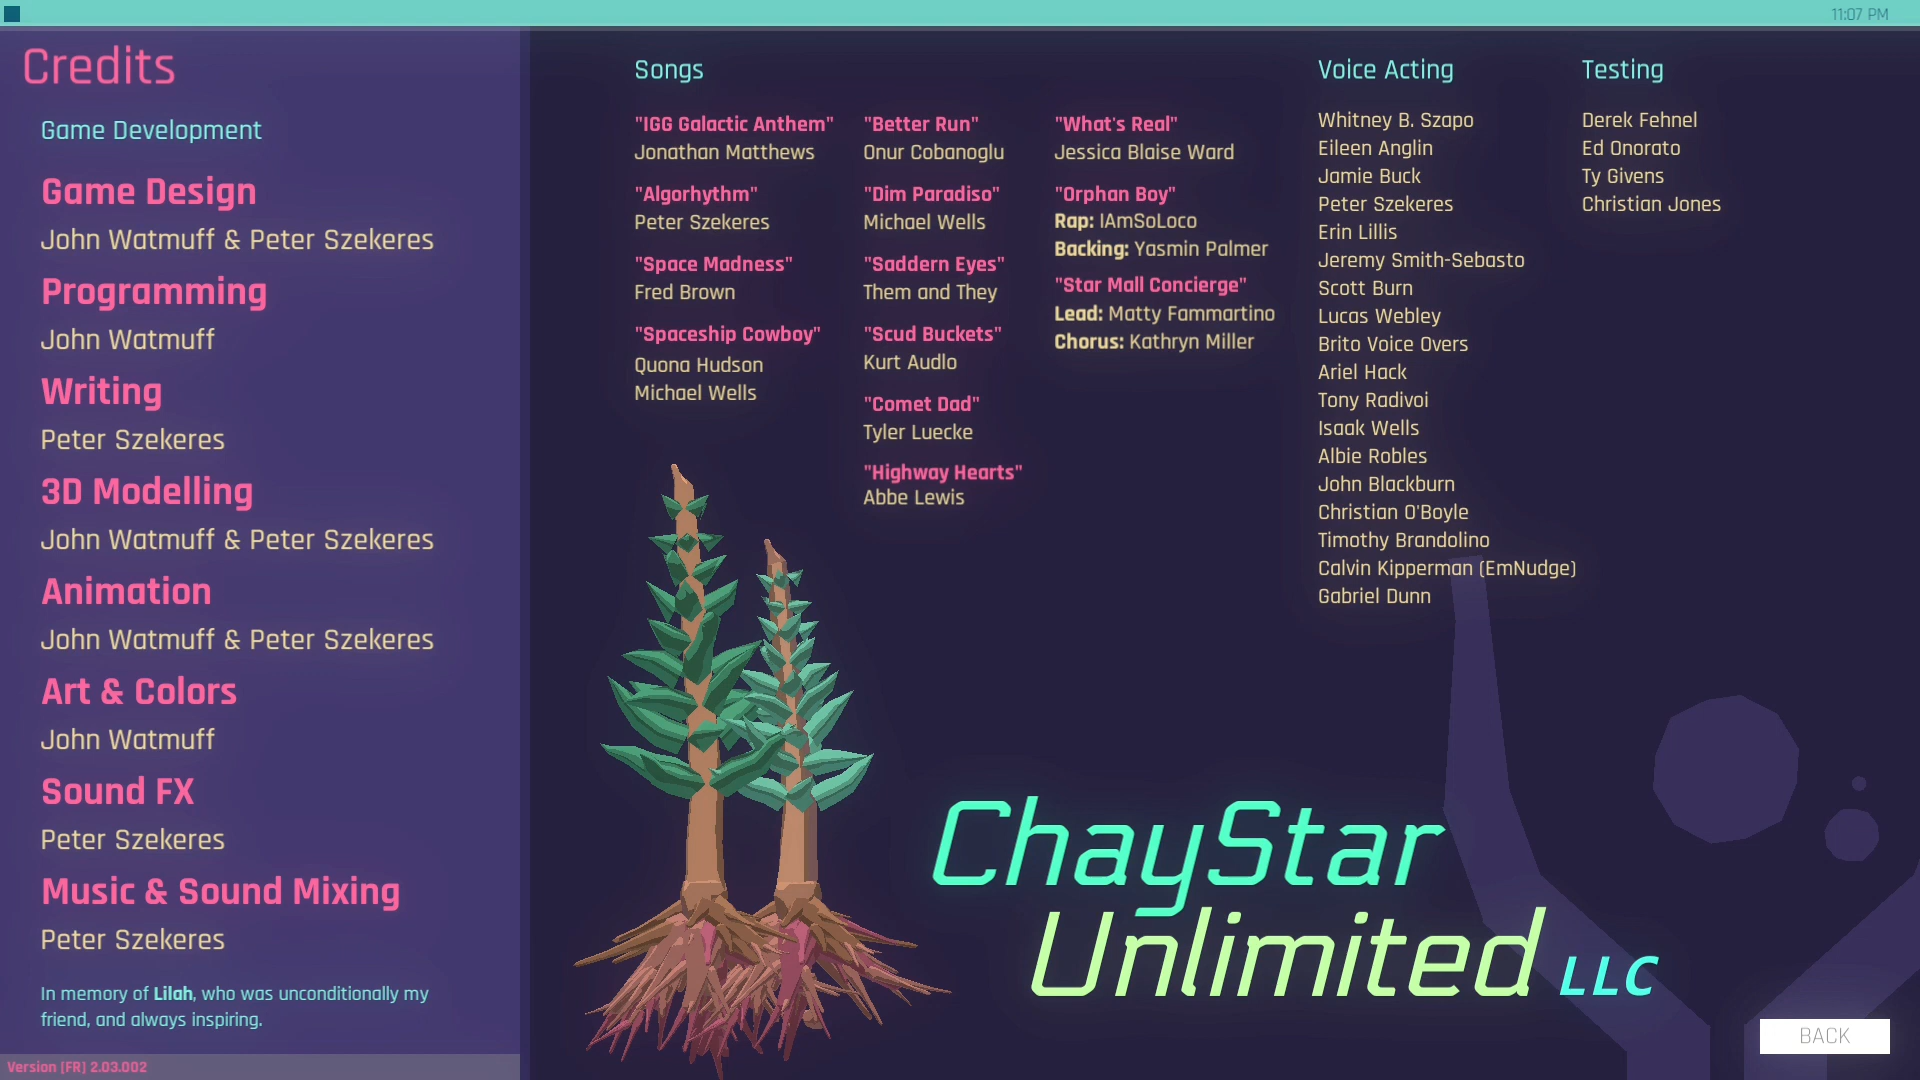 11:07 PM
Credits
Game Development
Game Design
John Watmuff & Peter Szekeres
Programming
John Watmuff
Writing
Peter Szekeres
3D Modelling
John Watmuff & Peter Szekeres
Animation
John Watmuff & Peter Szekeres
Art & Colors
John Watmuff
Sound FX
Peter Szekeres
Music & Sound Mixing
Peter Szekeres
In memory of Lilah, who was unconditionally my
friend, and always inspiring.
Version [FR] 2.03.002
Songs
"IGG Galactic Anthem"
Jonathan Matthews
"Algorhythm"
Peter Szekeres
"Space Madness"
Fred Brown
"Spaceship Cowboy"
Quona Hudson
Michael Wells
"Better Run"
Onur Cobanoglu
"Dim Paradiso"
Michael Wells
"Saddern Eyes"
Them and They
"Scud Buckets"
Kurt Audlo
"Comet Dad"
Tyler Luecke
"Highway Hearts"
Abbe Lewis
"What's Real"
Jessica Blaise Ward
"Orphan Boy"
Rap: IAmSoLoco
Backing: Yasmin Palmer
"Star Mall Concierge"
Lead: Matty Fammartino
Chorus: Kathryn Miller
Voice Acting
Whitney B. Szapo
Eileen Anglin
Jamie Buck
Peter Szekeres
Erin Lillis
Jeremy Smith-Sebasto
Scott Burn
Lucas Webley
Brito Voice Overs
Ariel Hack
Tony Radivoi
Isaak Wells
Albie Robles
John Blackburn
Christian O'Boyle
Timothy Brandolino
Calvin Kipperman (EmNudge)
Gabriel Dunn
Testing
Derek Fehnel
Ed Onorato
Ty Givens
Christian Jones
ChayStar
Unlimited LLC
BACK